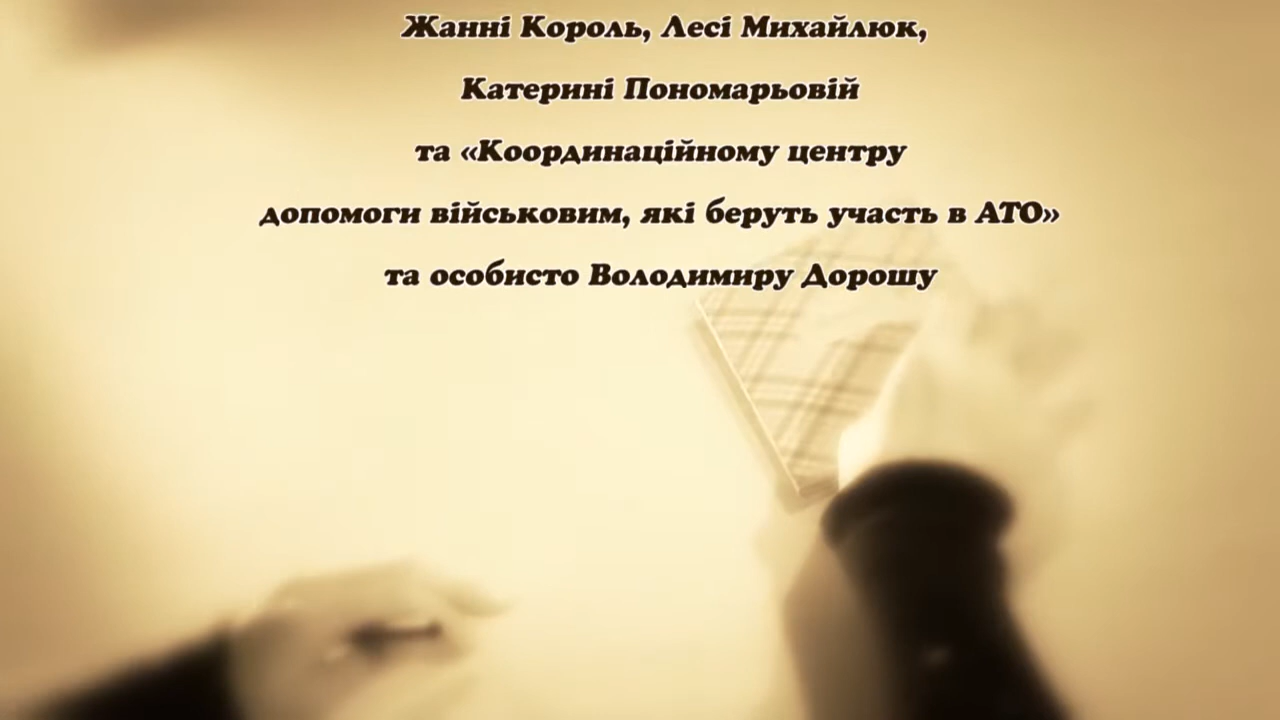 Жанні Король, Лесі Михайлюк,
Катерині Пономарьовій
та «Координаційному центру
допомоги військовим, які беруть участь в АТО»
та особисто Володимиру Дорошу